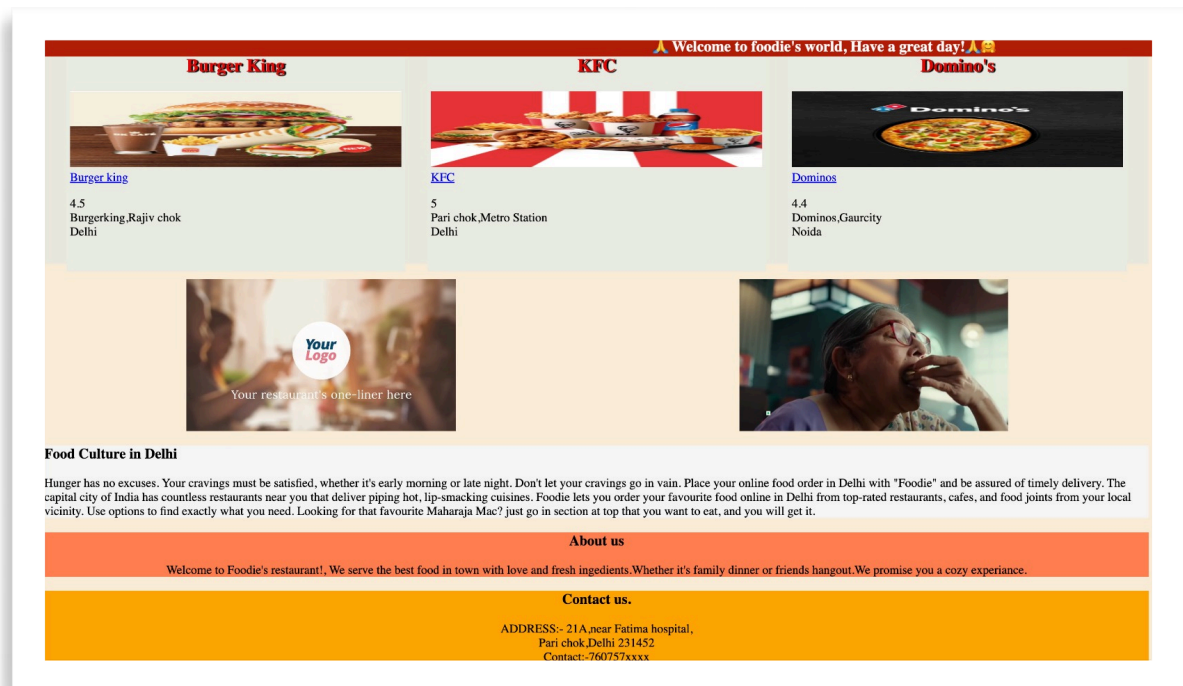 🙏 Welcome to foodie's world, Have a great day!🙏🤗
Burger King
KFC
Domino's
NEW
KFC
Domino's
Burger king
4.5
Burgerking,Rajiv chok
Delhi
KFC
5
Pari chok,Metro Station
Delhi
Dominos
4.4
Dominos,Gaurcity
Noida
Your
Logo
Your restaurant's one-liner here
Food Culture in Delhi
Hunger has no excuses. Your cravings must be satisfied, whether it's early morning or late night. Don't let your cravings go in vain. Place your online food order in Delhi with "Foodie" and be assured of timely delivery. The
capital city of India has countless restaurants near you that deliver piping hot, lip-smacking cuisines. Foodie lets you order your favourite food online in Delhi from top-rated restaurants, cafes, and food joints from your local
vicinity. Use options to find exactly what you need. Looking for that favourite Maharaja Mac? just go in section at top that you want to eat, and you will get it.
About us
Welcome to Foodie's restaurant!, We serve the best food in town with love and fresh ingedients.Whether it's family dinner or friends hangout.We promise you a cozy experiance.
Contact us.
ADDRESS:- 21A,near Fatima hospital,
Pari chok,Delhi 231452
Contact:-760757xxxx